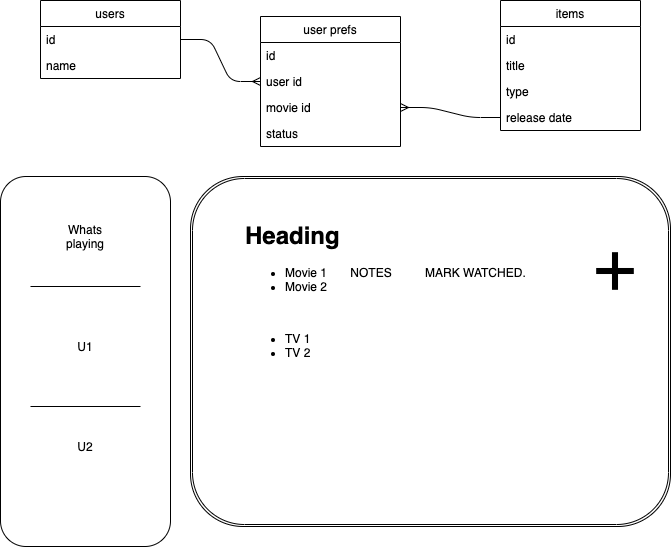 users
id
name
user prefs
id
user id
movie id
status
items
id
title
type
release date
Whats
playing
U1
U2
Heading
• Movie 1 NOTES MARK WATCHED.
• Movie 2
• TV 1
• TV 2